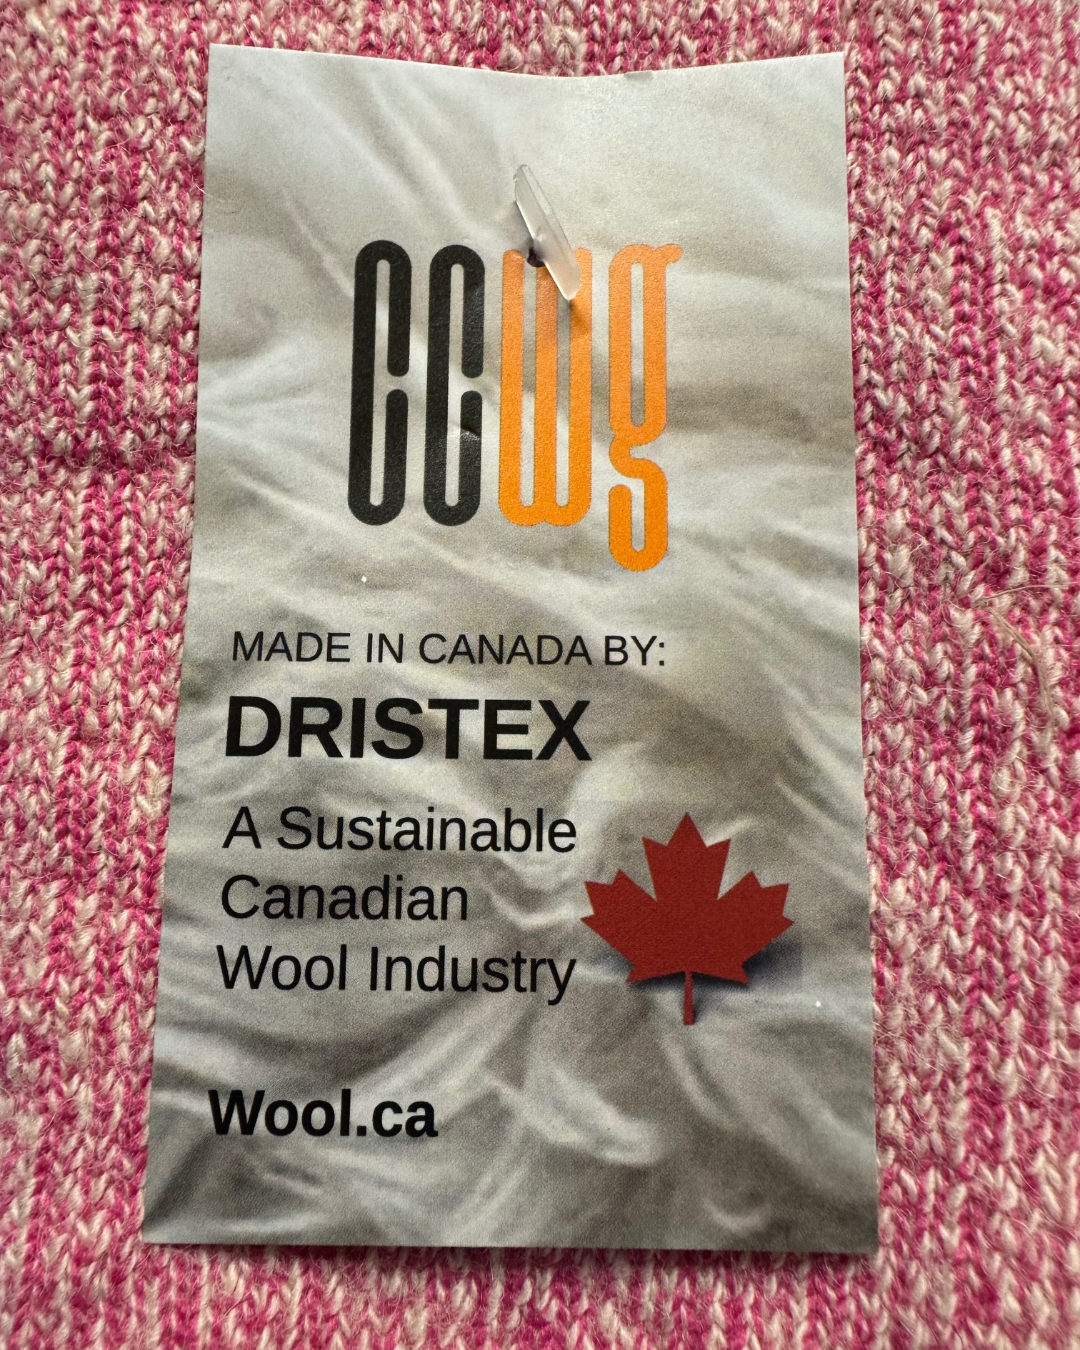 ccwg
MADE IN CANADA BY:
DRISTEX
A Sustainable
Canadian
Wool Industry
Wool.ca